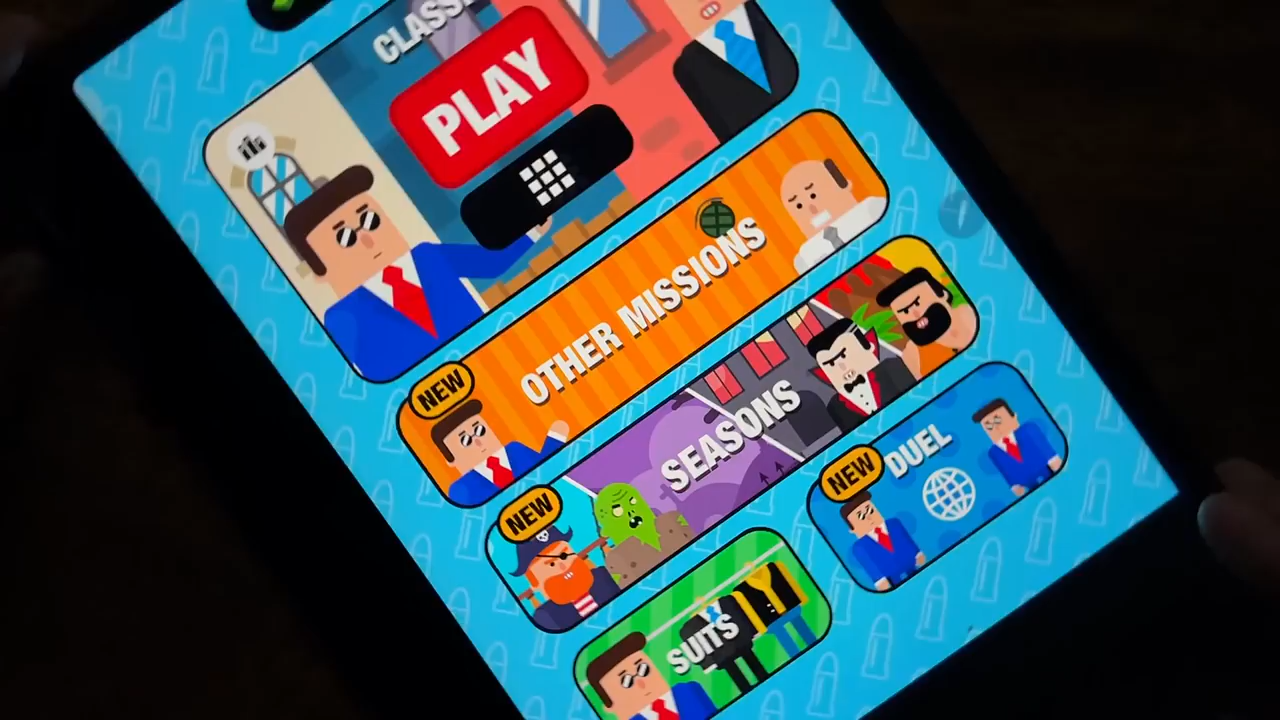 PLAY
OTHER MISSIONS
NEW
SEASONS
NEW
DUEL
NEW
SUITS